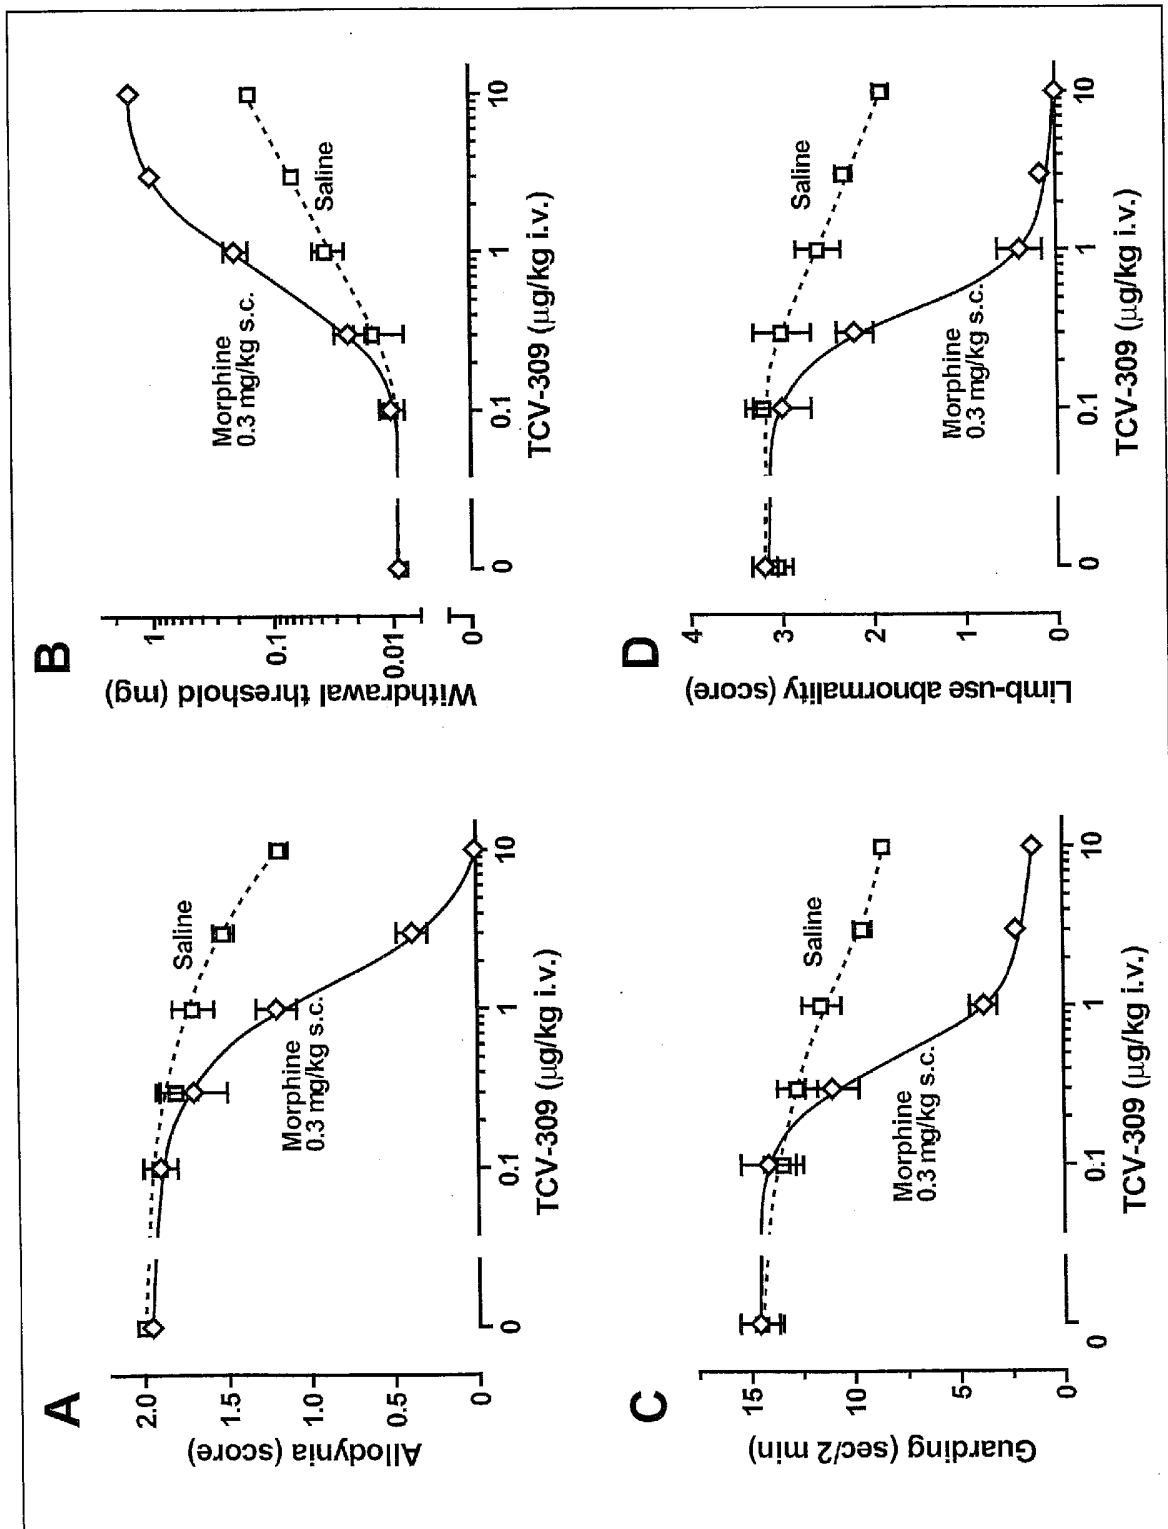 A
Allodynia (score)
2.0
1.5
1.0
0.5
0
Saline
Morphine
0.3 mg/kg s.c.
0
0.1
1
10
TCV-309 (μg/kg i.v.)
B
Withdrawal threshold (mg)
1
0.1
0.01
0
Morphine
0.3 mg/kg s.c.
Saline
0
0.1
1
10
TCV-309 (μg/kg i.v.)
C
Guarding (sec/2 min)
15
10
5
0
Saline
Morphine
0.3 mg/kg s.c.
0
0.1
1
10
TCV-309 (μg/kg i.v.)
D
Limb-use abnormality (score)
4
3
2
1
0
Saline
Morphine
0.3 mg/kg s.c.
0
0.1
1
10
TCV-309 (μg/kg i.v.)